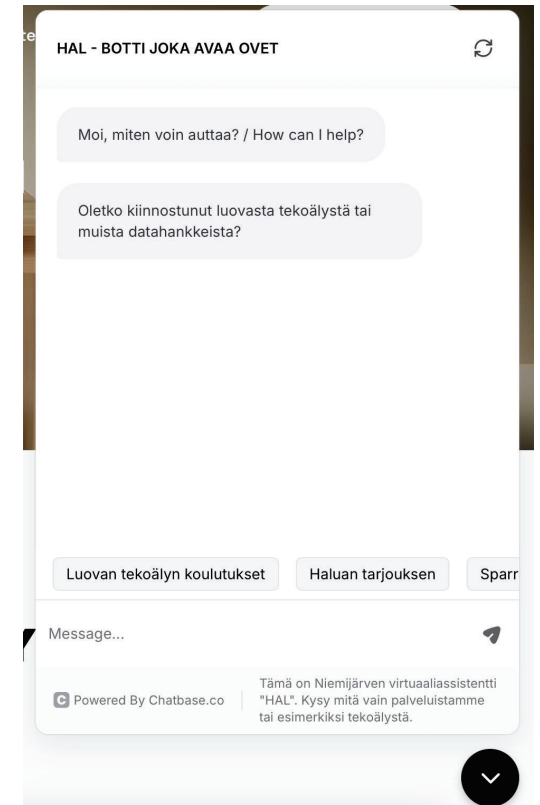 te
HAL - BOTTI JOKA AVAA OVET
Moi, miten voin auttaa? / How can I help?
Oletko kiinnostunut luovasta tekoälystä tai
muista datahankkeista?
Luovan tekoälyn koulutukset
Haluan tarjouksen
Sparr
Message...
C Powered By Chatbase.co
Tämä on Niemijärven virtuaaliassistentti
"HAL". Kysy mitä vain palveluistamme
tai esimerkiksi tekoälystä.